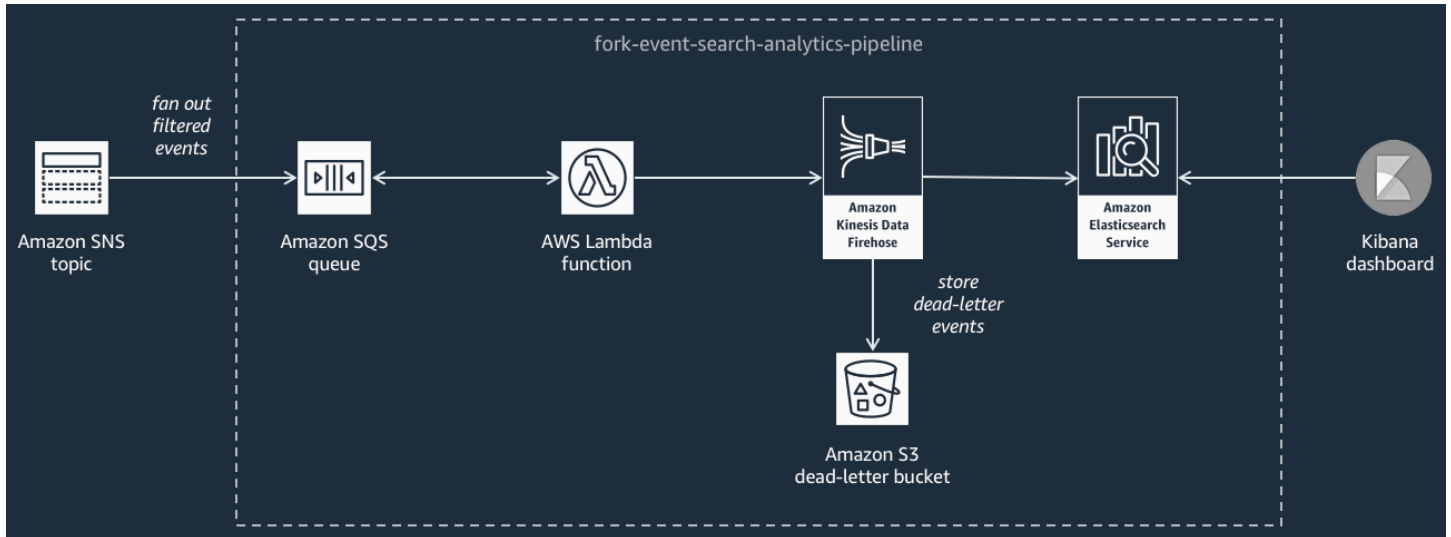 fork-event-search-analytics-pipeline
fan out
filtered
events
Amazon SNS
topic
Amazon SQS
queue
AWS Lambda
function
Amazon
Kinesis Data
Firehose
Amazon
Elasticsearch
Service
Kibana
dashboard
store
dead-letter
events
Amazon S3
dead-letter bucket